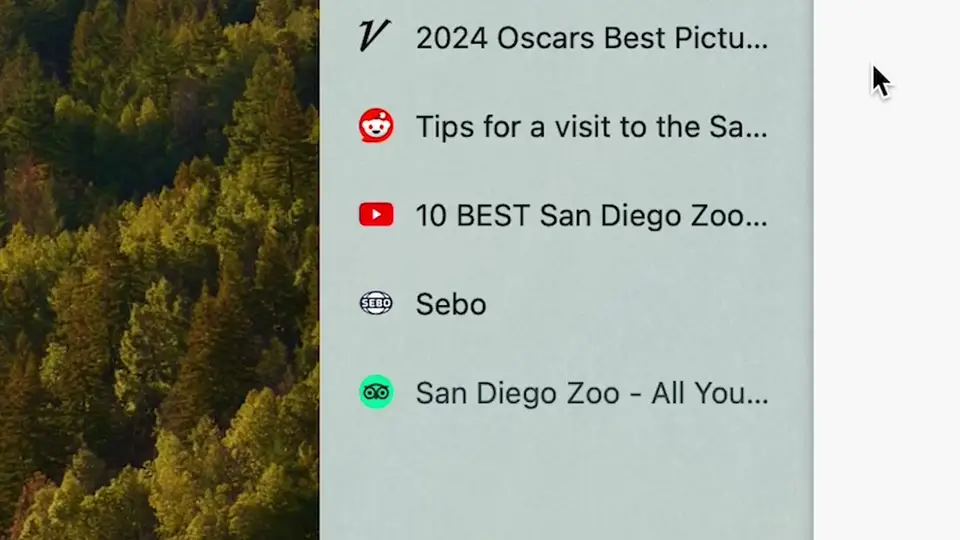 2024 Oscars Best Pictu...
Tips for a visit to the Sa...
10 BEST San Diego Zoo...
SEBO Sebo
San Diego Zoo - All You...